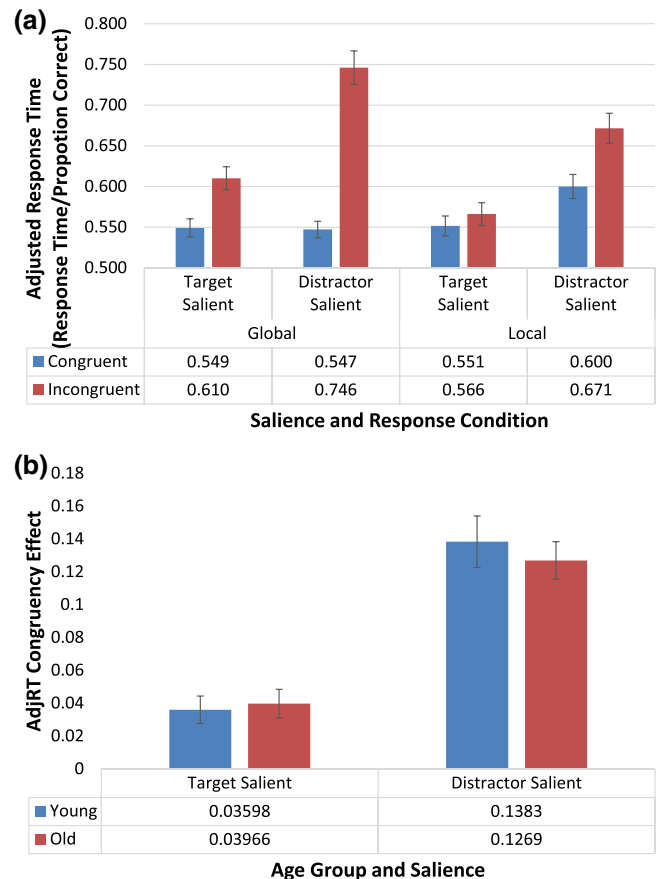 (a)
Adjusted Response Time
(Response Time/Propotion Correct)
0.800
0.750
0.700
0.650
0.600
0.550
0.500
Target Salient
Distractor Salient
Target Salient
Distractor Salient
Global
Local
Congruent 0.549 0.547 0.551 0.600
Incongruent 0.610 0.746 0.566 0.671
Salience and Response Condition
(b)
AdjRT Congruency Effect
0.18
0.16
0.14
0.12
0.1
0.08
0.06
0.04
0.02
0
Target Salient Distractor Salient
Young 0.03598 0.1383
Old 0.03966 0.1269
Age Group and Salience